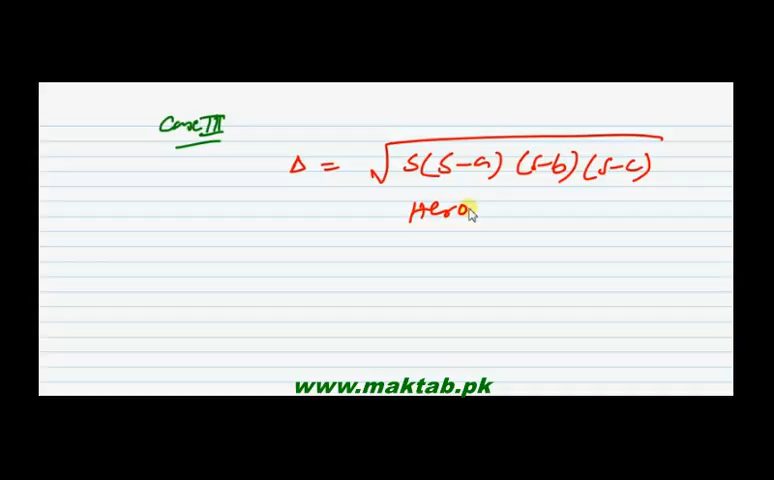 Case III
Δ = √s(s-a) (s-b) (s-c)
Hero
www.maktab.pk